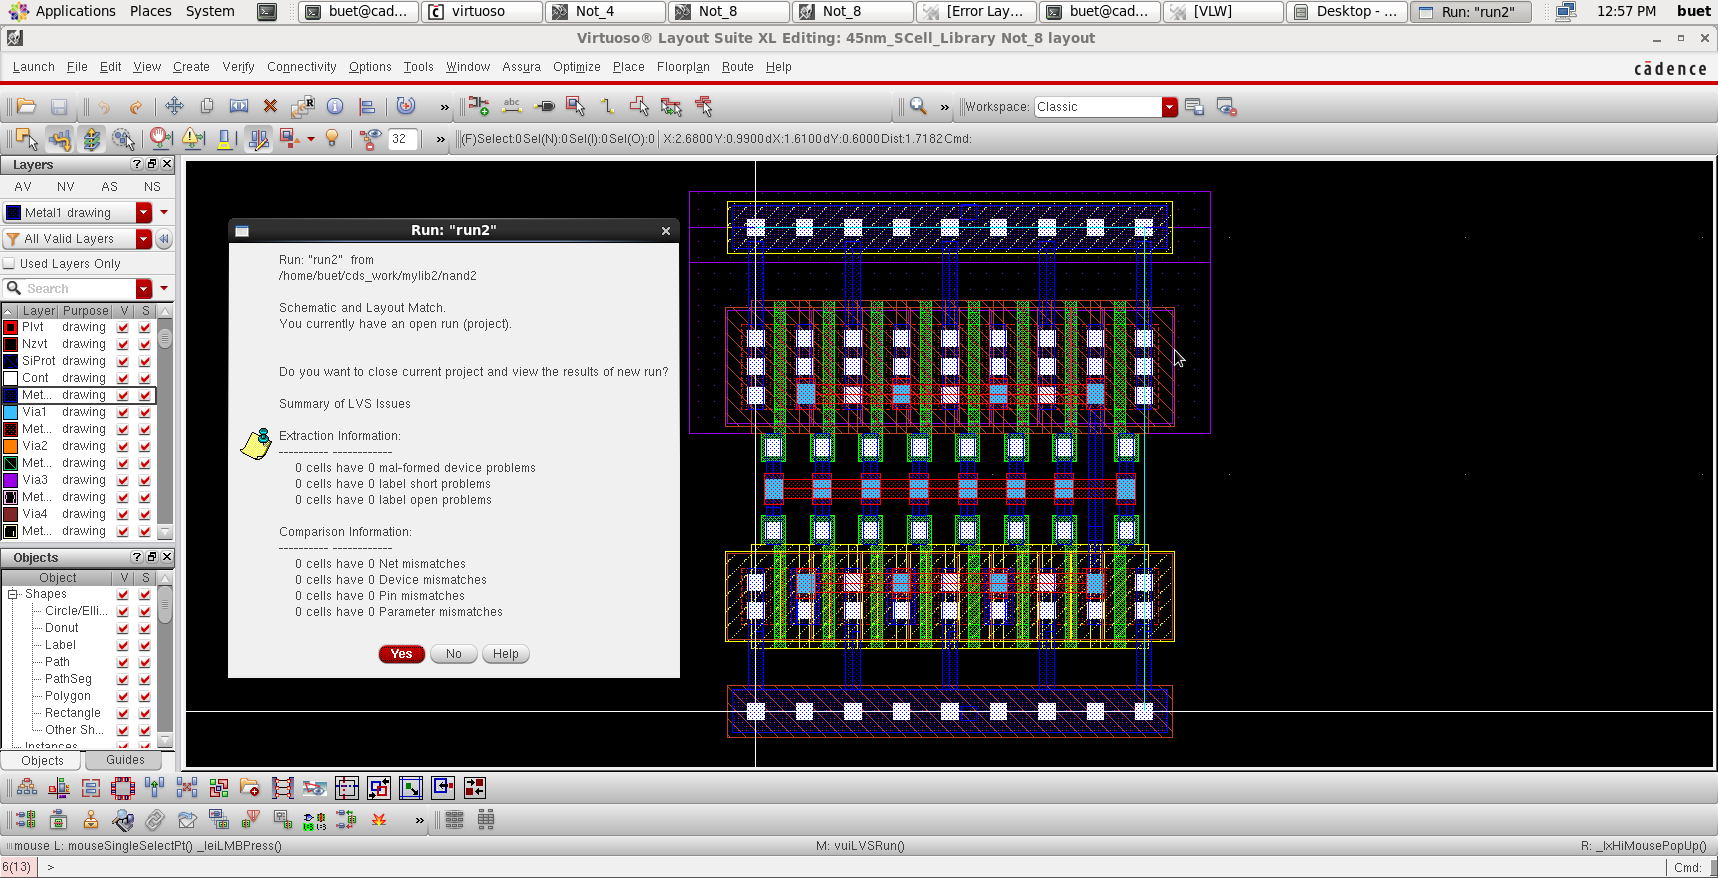 Applications Places System buet@cad... virtuoso Not_4 Not_8 Not_8 [Error Lay... buet@cad... [VLW] Desktop - ... Run: "run2" 12:57 PM buet
Virtuoso® Layout Suite XL Editing: 45nm_SCell_Library Not_8 layout
Launch File Edit View Create Verify Connectivity Options Tools Window Assura Optimize Place Floorplan Route Help
cādence
abc
» » Workspace: Classic
32 » (F)Select:0 Sel(N):0 Sel(I):0 Sel(O):0 X:2.6800 Y:0.9900 dX:1.6100 dY:0.6000 Dist:1.7182 Cmd:
Layers
AV NV AS NS
Metal1 drawing
All Valid Layers
Used Layers Only
Search
Layer Purpose V S
Plvt drawing
Nzvt drawing
SiProt drawing
Cont drawing
Met... drawing
Via1 drawing
Met... drawing
Via2 drawing
Met... drawing
Via3 drawing
Met... drawing
Via4 drawing
Met... drawing
Objects
Object V S
Shapes
Circle/Elli...
Donut
Label
Path
PathSeg
Polygon
Rectangle
Other Sh...
Instances
Objects Guides
Run: "run2"
Run: "run2" from
/home/buet/cds_work/mylib2/nand2
Schematic and Layout Match.
You currently have an open run (project).
Do you want to close current project and view the results of new run?
Summary of LVS Issues
Extraction Information:
---------- ------------
0 cells have 0 mal-formed device problems
0 cells have 0 label short problems
0 cells have 0 label open problems
Comparison Information:
---------- ------------
0 cells have 0 Net mismatches
0 cells have 0 Device mismatches
0 cells have 0 Pin mismatches
0 cells have 0 Parameter mismatches
Yes No Help
»
mouse L: mouseSingleSelectPt() _leiLMBPress() M: vuiLVSRun() R: _lxHiMousePopUp()
6(13) > Cmd: